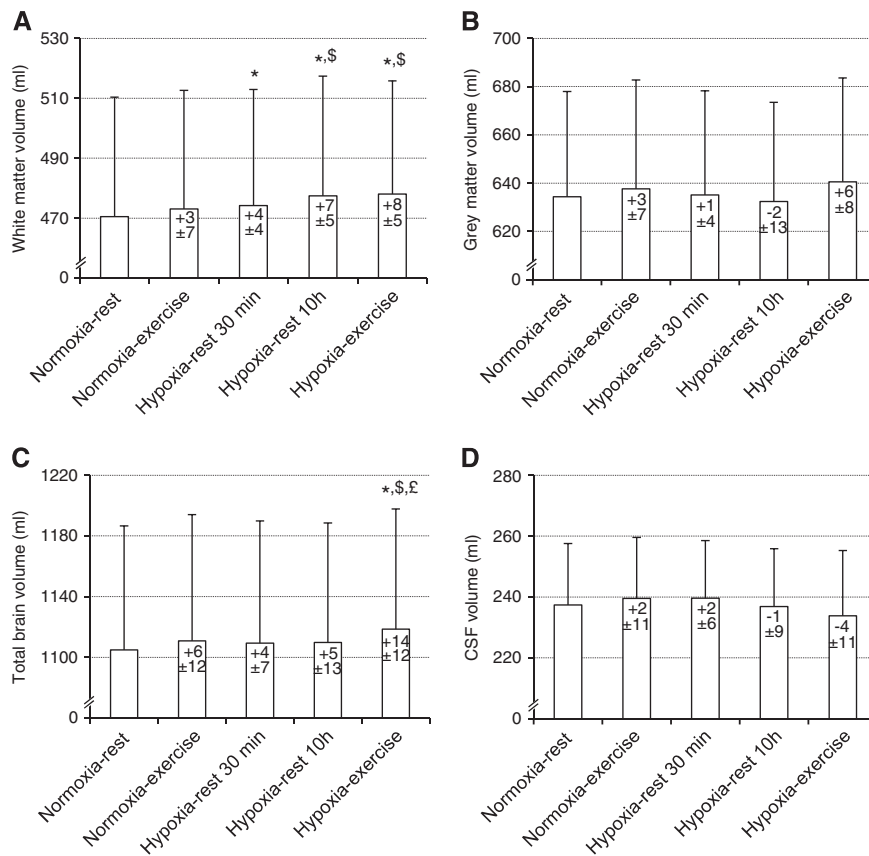 A
White matter volume (ml)
530
510
490
470
0
*
*,$
*,$
+3
±7
+4
±4
+7
±5
+8
±5
Normoxia-rest
Normoxia-exercise
Hypoxia-rest 30 min
Hypoxia-rest 10h
Hypoxia-exercise
B
Grey matter volume (ml)
700
680
660
640
620
0
+3
±7
+1
±4
-2
±13
+6
±8
Normoxia-rest
Normoxia-exercise
Hypoxia-rest 30 min
Hypoxia-rest 10h
Hypoxia-exercise
C
Total brain volume (ml)
1220
1180
1140
1100
0
*,$,£
+6
±12
+4
±7
+5
±13
+14
±12
Normoxia-rest
Normoxia-exercise
Hypoxia-rest 30 min
Hypoxia-rest 10h
Hypoxia-exercise
D
CSF volume (ml)
280
260
240
220
0
+2
±11
+2
±6
-1
±9
-4
±11
Normoxia-rest
Normoxia-exercise
Hypoxia-rest 30 min
Hypoxia-rest 10h
Hypoxia-exercise